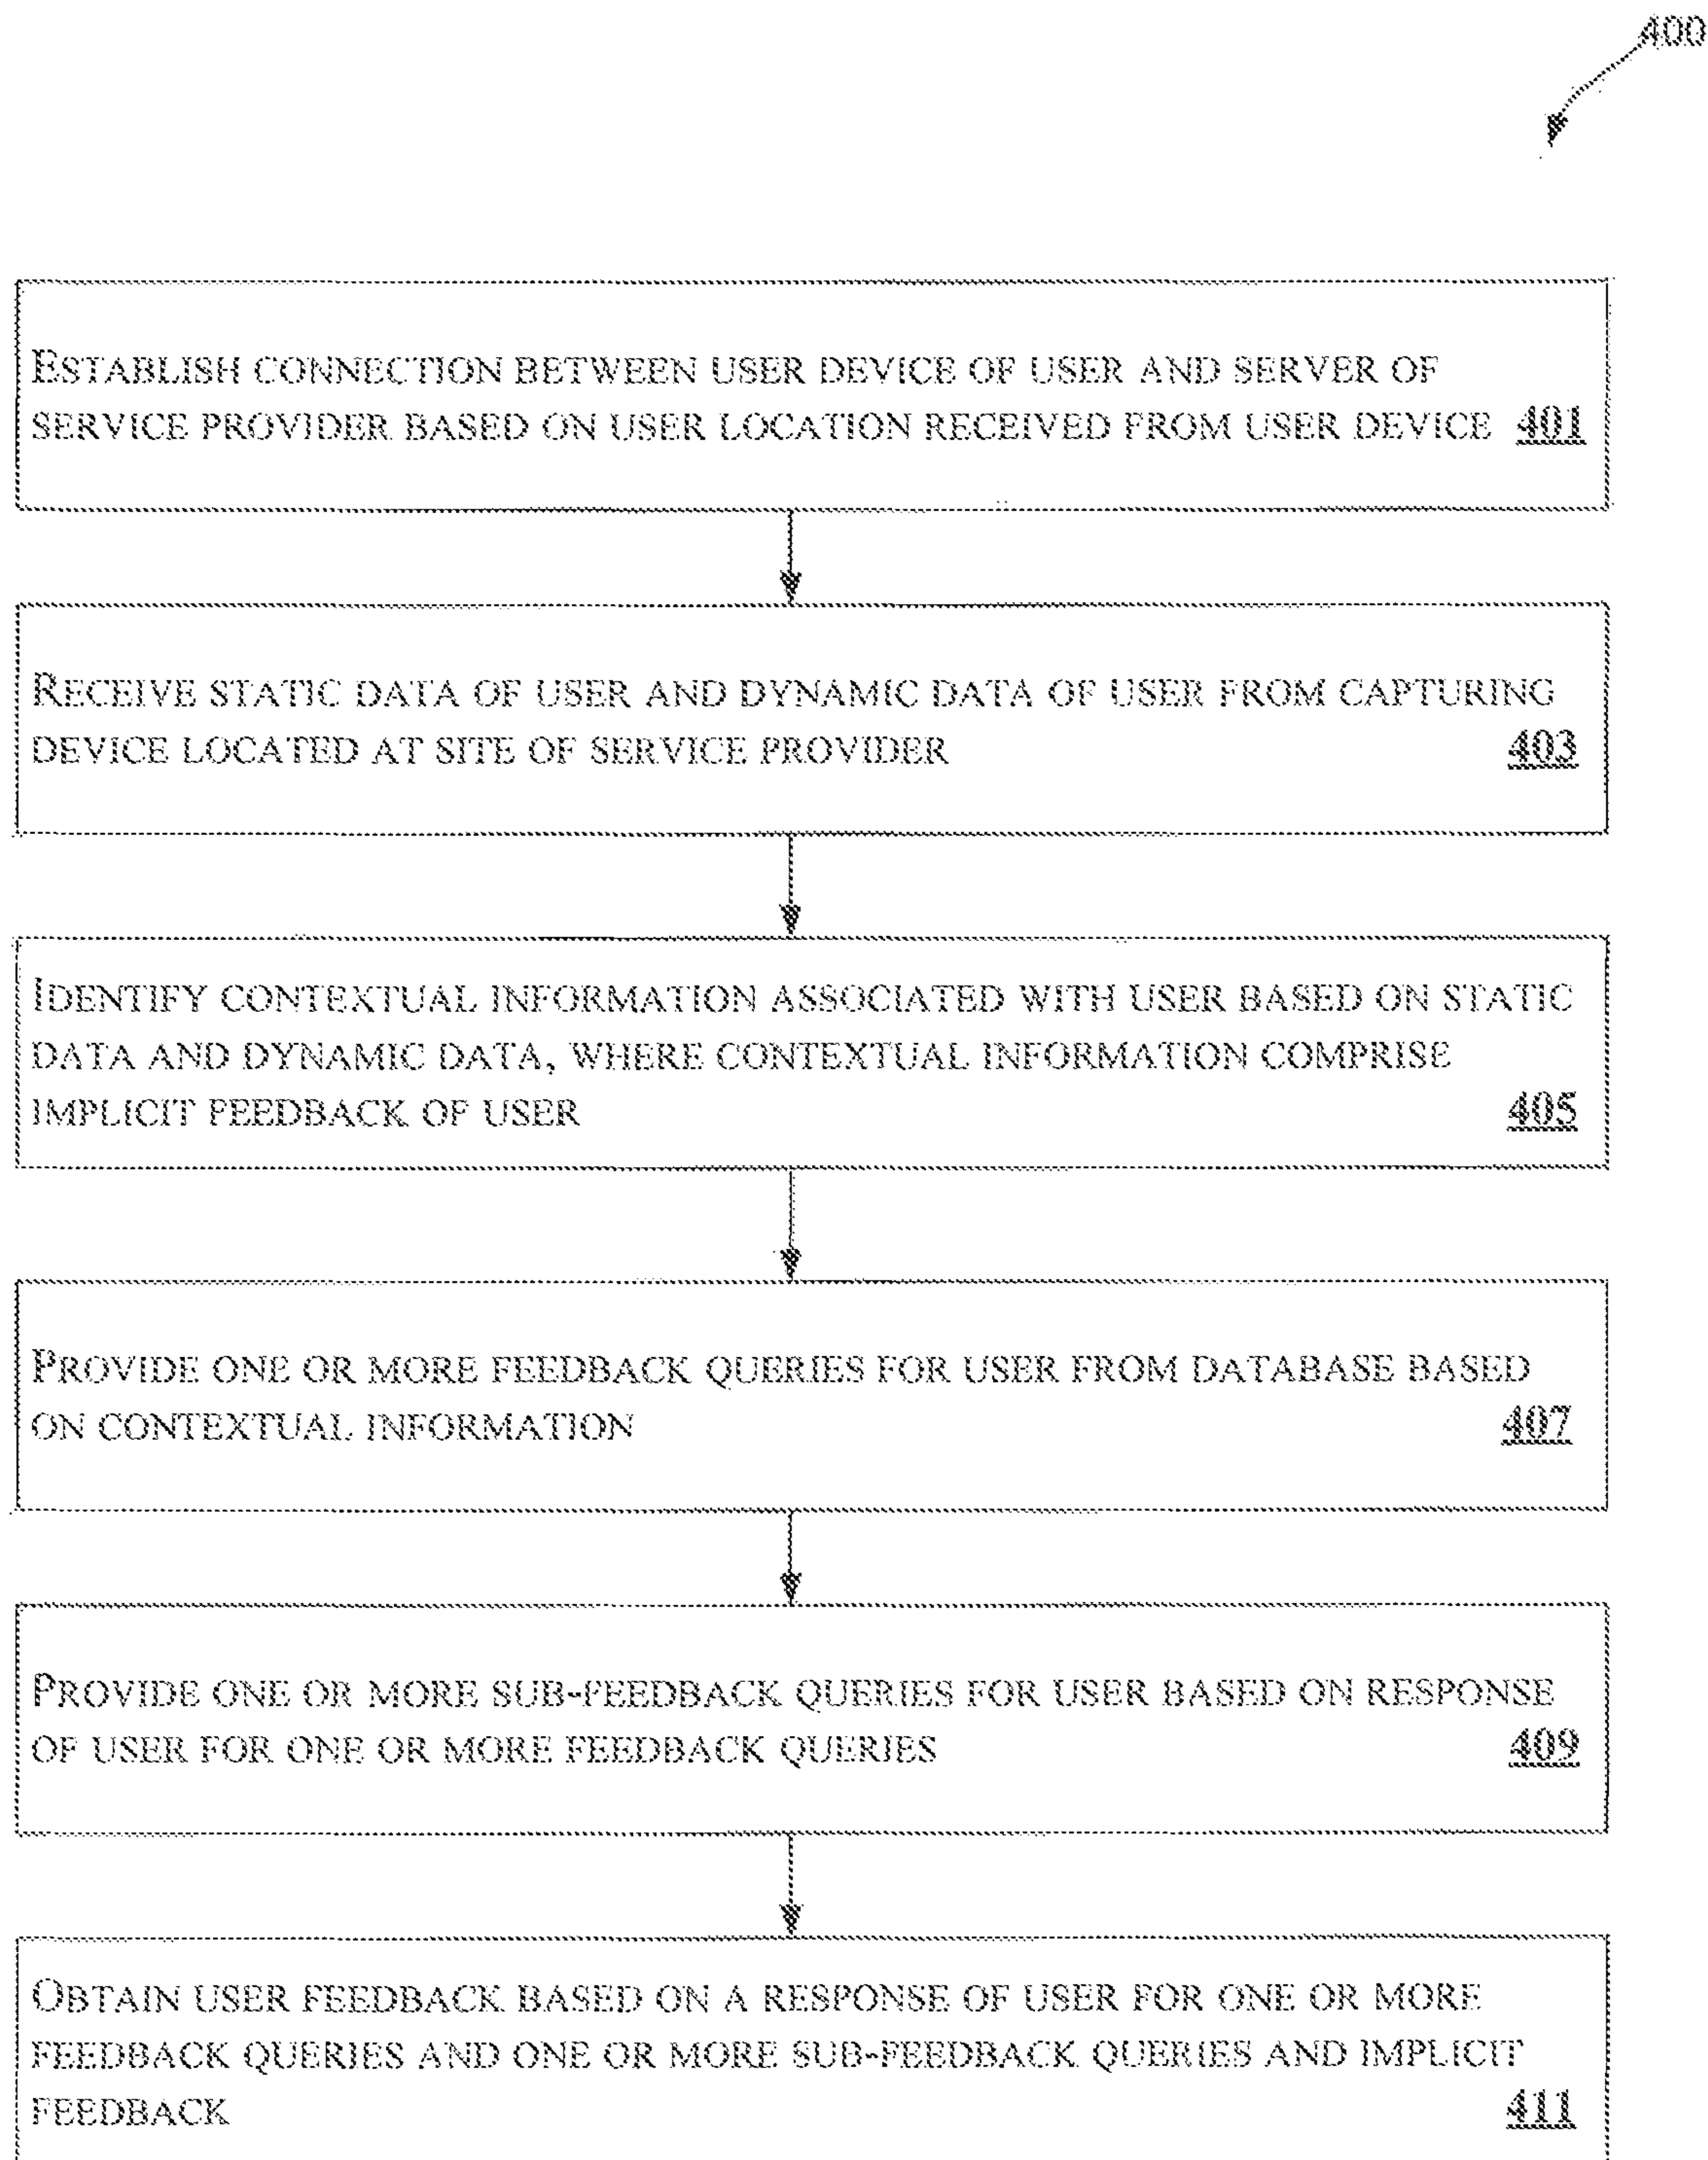 400
ESTABLISH CONNECTION BETWEEN USER DEVICE OF USER AND SERVER OF
SERVICE PROVIDER BASED ON USER LOCATION RECEIVED FROM USER DEVICE 401
RECEIVE STATIC DATA OF USER AND DYNAMIC DATA OF USER FROM CAPTURING
DEVICE LOCATED AT SITE OF SERVICE PROVIDER 403
IDENTIFY CONTEXTUAL INFORMATION ASSOCIATED WITH USER BASED ON STATIC
DATA AND DYNAMIC DATA, WHERE CONTEXTUAL INFORMATION COMPRISE
IMPLICIT FEEDBACK OF USER 405
PROVIDE ONE OR MORE FEEDBACK QUERIES FOR USER FROM DATABASE BASED
ON CONTEXTUAL INFORMATION 407
PROVIDE ONE OR MORE SUB-FEEDBACK QUERIES FOR USER BASED ON RESPONSE
OF USER FOR ONE OR MORE FEEDBACK QUERIES 409
OBTAIN USER FEEDBACK BASED ON A RESPONSE OF USER FOR ONE OR MORE
FEEDBACK QUERIES AND ONE OR MORE SUB-FEEDBACK QUERIES AND IMPLICIT
FEEDBACK 411